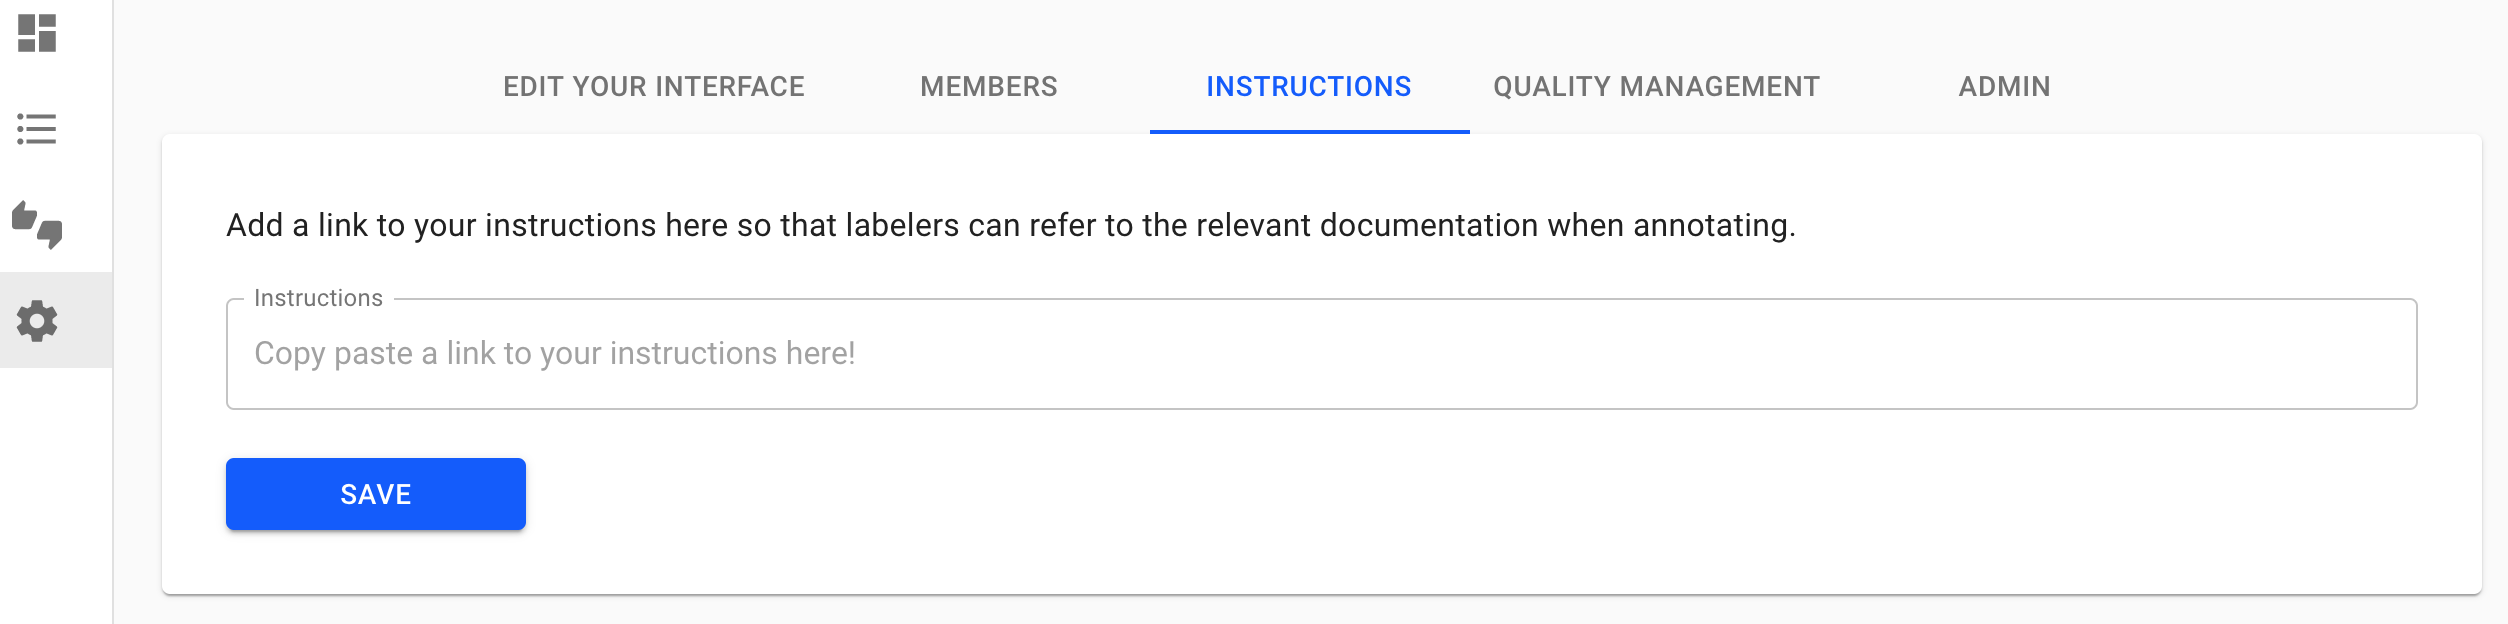 EDIT YOUR INTERFACE MEMBERS INSTRUCTIONS QUALITY MANAGEMENT ADMIN
Add a link to your instructions here so that labelers can refer to the relevant documentation when annotating.
Instructions
Copy paste a link to your instructions here!
SAVE